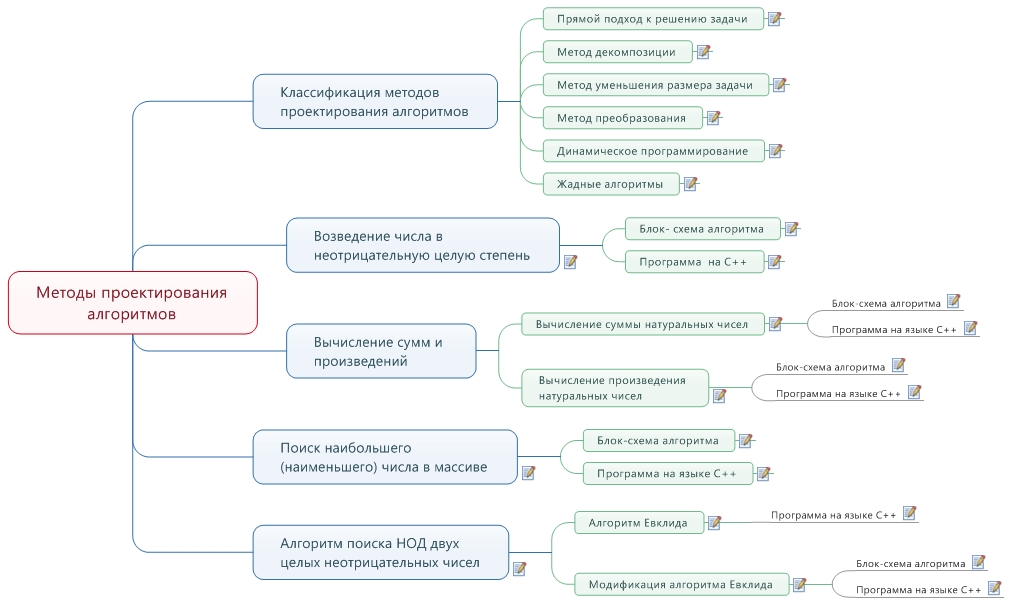 Методы проектирования
алгоритмов
Классификация методов
проектирования алгоритмов
Прямой подход к решению задачи
Метод декомпозиции
Метод уменьшения размера задачи
Метод преобразования
Динамическое программирование
Жадные алгоритмы
Возведение числа в
неотрицательную целую степень
Блок- схема алгоритма
Программа на С++
Вычисление сумм и
произведений
Вычисление суммы натуральных чисел
Блок-схема алгоритма
Программа на языке С++
Вычисление произведения
натуральных чисел
Блок-схема алгоритма
Программа на языке С++
Поиск наибольшего
(наименьшего) числа в массиве
Блок-схема алгоритма
Программа на языке С++
Алгоритм поиска НОД двух
целых неотрицательных чисел
Алгоритм Евклида
Программа на языке С++
Модификация алгоритма Евклида
Блок-схема алгоритма
Программа на языке С++